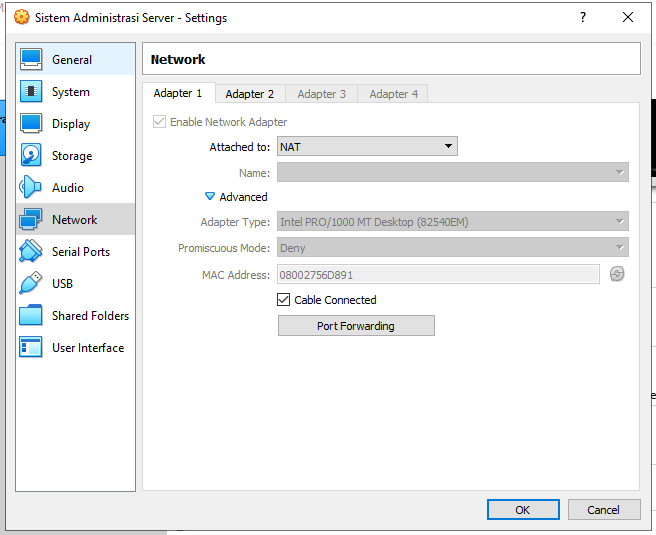 Sistem Administrasi Server - Settings
General
System
Display
Storage
Audio
Network
Serial Ports
USB
Shared Folders
User Interface
Network
Adapter 1 Adapter 2 Adapter 3 Adapter 4
Enable Network Adapter
Attached to: NAT
Name:
Advanced
Adapter Type: Intel PRO/1000 MT Desktop (82540EM)
Promiscuous Mode: Deny
MAC Address: 08002756D891
Cable Connected
Port Forwarding
OK Cancel